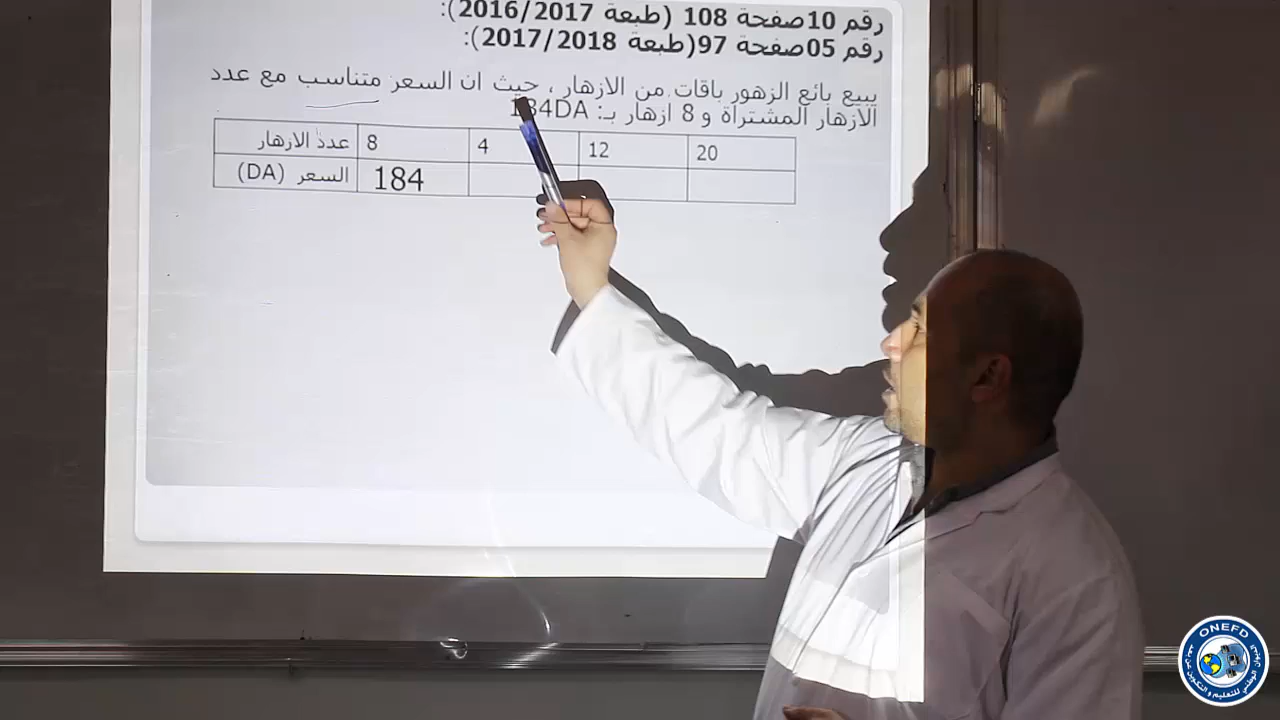 رقم 10صفحة 108 (طبعة 2016/2017):
رقم 05صفحة 97(طبعة 2017/2018):
يبيع بائع الزهور باقات من الازهار ، حيث ان السعر متناسب مع عدد
الازهار المشتراة و 8 ازهار بـ: 184DA
عدد الازهار 8 4 12 20
السعر (DA) 184
ONEFD